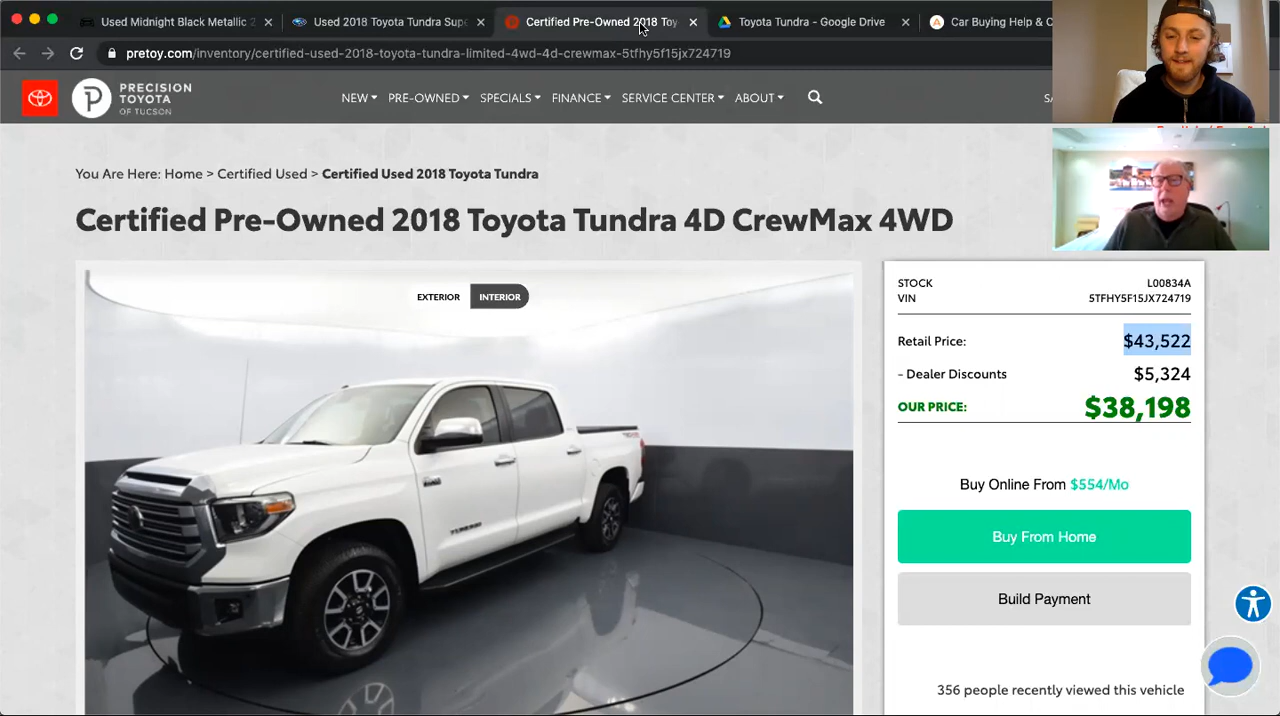 Used Midnight Black Metallic 2
Used 2018 Toyota Tundra Supe
Certified Pre-Owned 2018 Toy
Toyota Tundra - Google Drive
Car Buying Help & C
pretoy.com/inventory/certified-used-2018-toyota-tundra-limited-4wd-4d-crewmax-5tfhy5f15jx724719
PRECISION
TOYOTA
OF TUCSON
NEW
PRE-OWNED
SPECIALS
FINANCE
SERVICE CENTER
ABOUT
SA
You Are Here: Home > Certified Used > Certified Used 2018 Toyota Tundra
Certified Pre-Owned 2018 Toyota Tundra 4D CrewMax 4WD
EXTERIOR
INTERIOR
TUNDRA
STOCK L00834A
VIN 5TFHY5F15JX724719
Retail Price: $43,522
- Dealer Discounts $5,324
OUR PRICE: $38,198
Buy Online From $554/Mo
Buy From Home
Build Payment
356 people recently viewed this vehicle